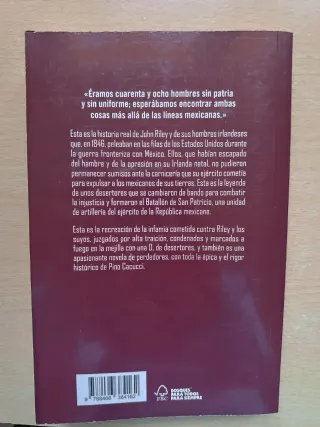 «Éramos cuarenta y ocho hombres sin patria
y sin uniforme; esperábamos encontrar ambas
cosas más allá de las líneas mexicanas.»
Esta es la historia real de John Riley y de sus hombres irlandeses
que, en 1846, peleaban en las filas de los Estados Unidos durante
la guerra fronteriza con México. Ellos, que habían escapado
del hambre y de la opresión en su Irlanda natal, no pudieron
permanecer sumisos ante la carnicería que su ejército comete
para expulsar a los mexicanos de sus tierras. Esta es la leyenda
de unos desertores que se cambiaron de bando para combatir
la injusticia y formaron el Batallón de San Patricio, una unidad
de artillería del ejército de la República mexicana.
Esta es la recreación de la infamia cometida contra Riley y los
suyos, juzgados por alta traición, condenados y marcados a
fuego en la mejilla con una D, de desertores, y también es una
apasionante novela de perdedores, con toda la épica y el rigor
histórico de Pino Cacucci.
FSC
BOSQUES
PARA TODOS
PARA SIEMPRE